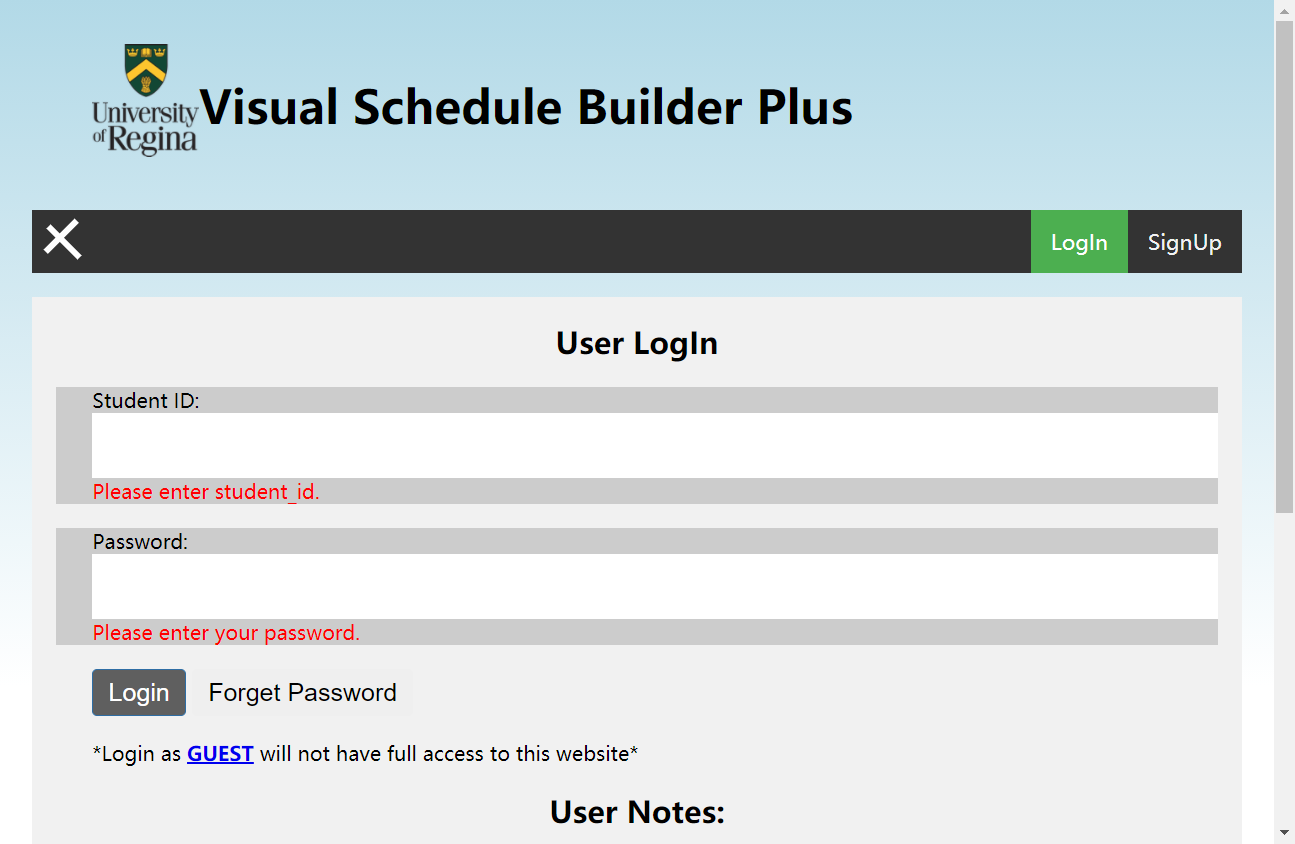 University
of Regina
Visual Schedule Builder Plus
LogIn SignUp
User LogIn
Student ID:
Please enter student_id.
Password:
Please enter your password.
Login Forget Password
*Login as GUEST will not have full access to this website*
User Notes: